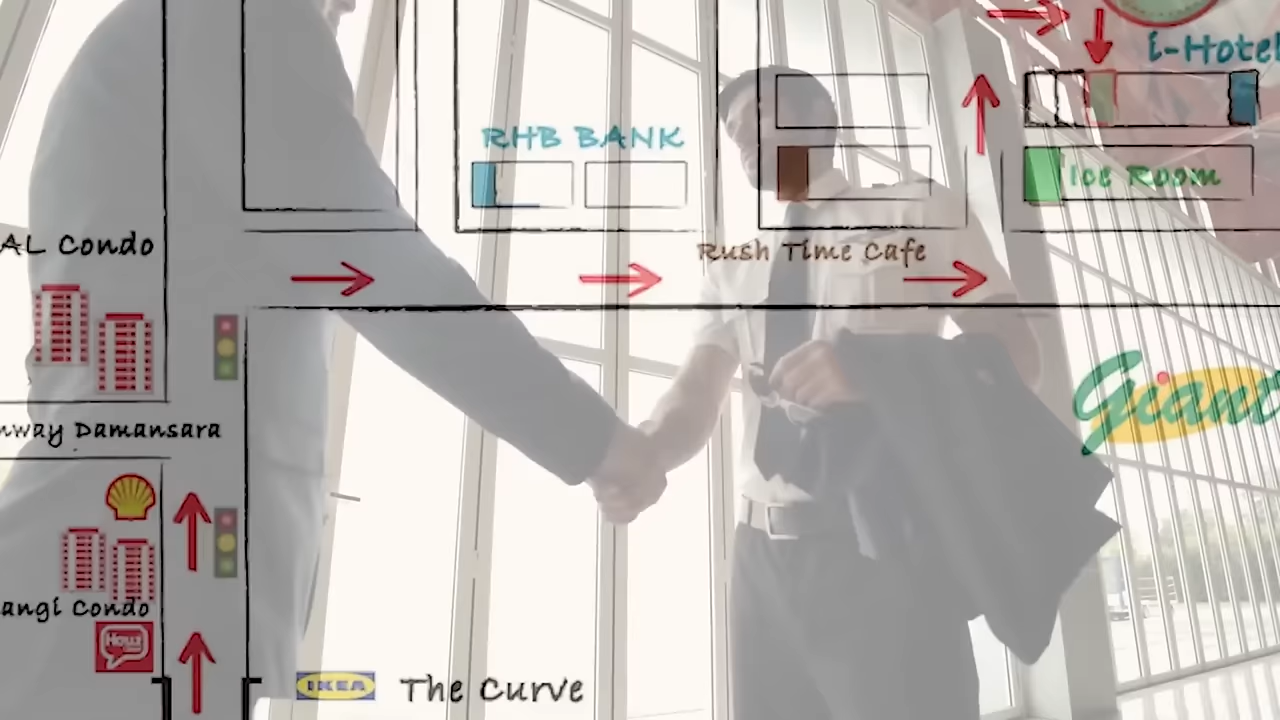 i-Hotel
RHB BANK
Ice Room
AL Condo
Rush Time Cafe
Giant
nway Damansara
angi Condo
IKEA
The Curve